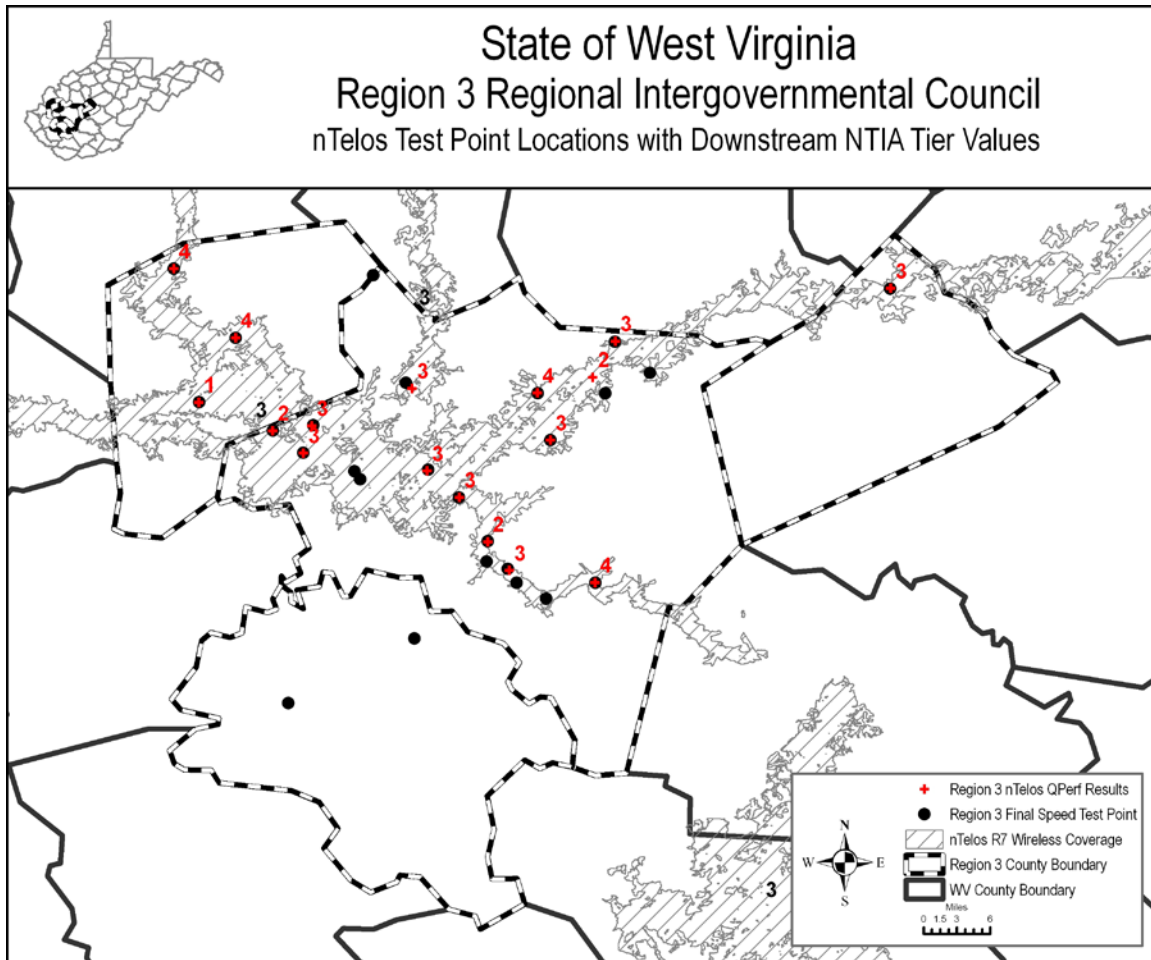 State of West Virginia
Region 3 Regional Intergovernmental Council
nTelos Test Point Locations with Downstream NTIA Tier Values
4
3
3
4
3
2
3
4
1
3
2
3
3
3
3
3
2
3
4
3
Region 3 nTelos QPerf Results
Region 3 Final Speed Test Point
nTelos R7 Wireless Coverage
Region 3 County Boundary
WV County Boundary
N
W E
S
Miles
0 1.5 3 6